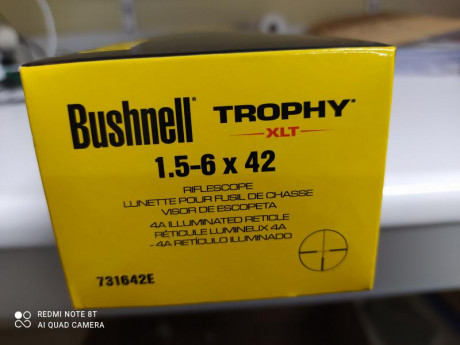 Bushnell® TROPHY®
XLT
1.5-6 x 42
RIFLESCOPE
LUNETTE POUR FUSIL DE CHASSE
VISOR DE ESCOPETA
4A ILLUMINATED RETICLE
RÉTICULE LUMINEUX 4A
- 4A RETÍCULO ILUMINADO
731642E
REDMI NOTE 8T
AI QUAD CAMERA